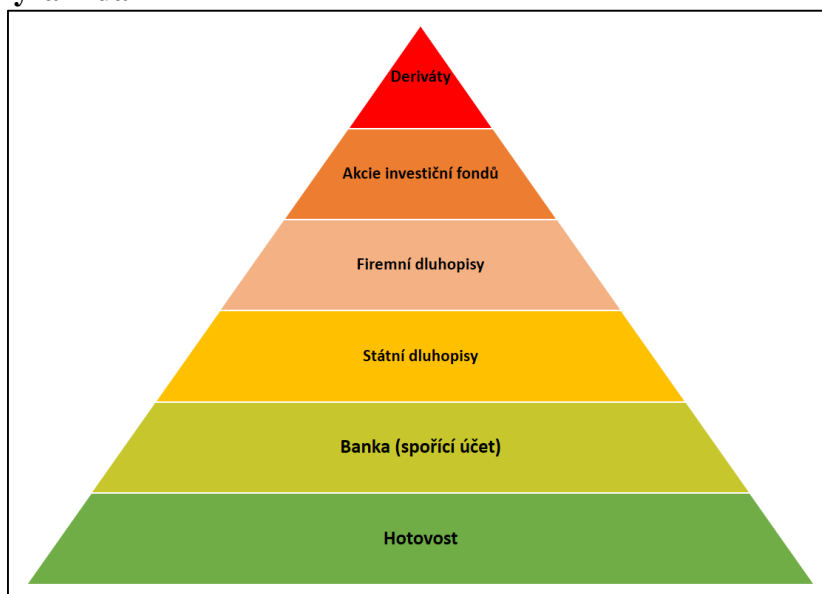 Deriváty
Akcie investiční fondů
Firemní dluhopisy
Státní dluhopisy
Banka (spořící účet)
Hotovost